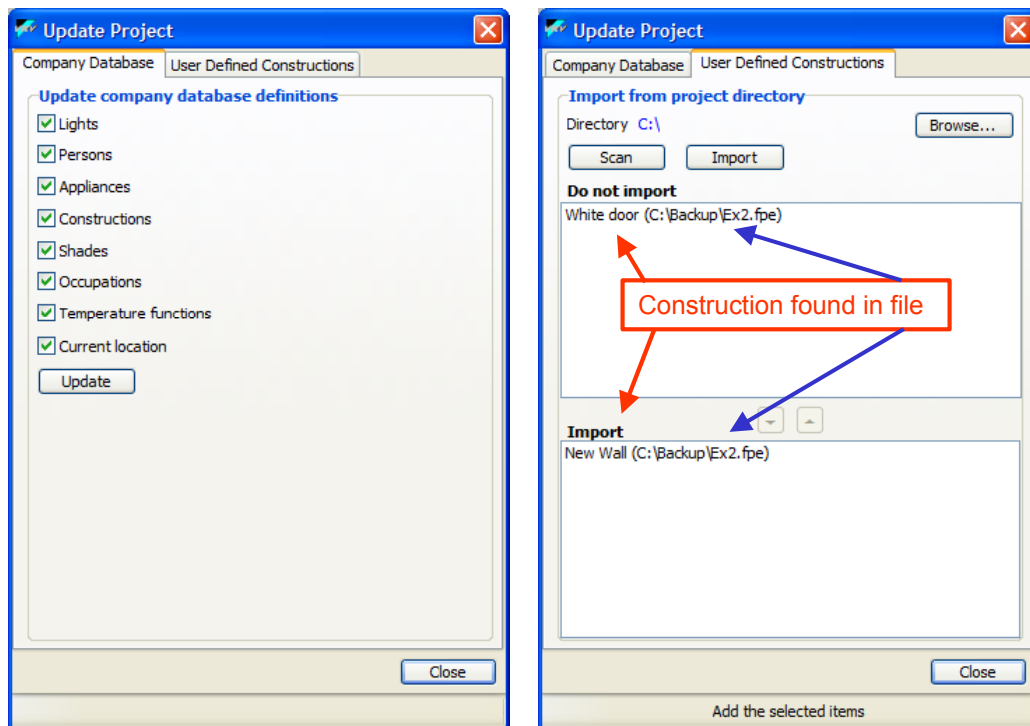 Update Project
Company Database
User Defined Constructions
Update company database definitions
Lights
Persons
Appliances
Constructions
Shades
Occupations
Temperature functions
Current location
Update
Close
Update Project
Company Database
User Defined Constructions
Import from project directory
Directory C:\
Browse...
Scan
Import
Do not import
White door (C:\Backup\Ex2.fpe)
Construction found in file
Import
New Wall (C:\Backup\Ex2.fpe)
Close
Add the selected items